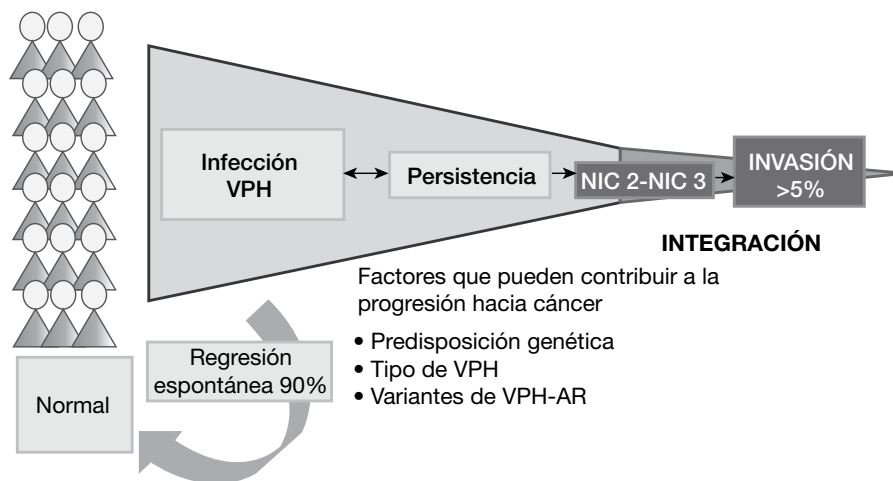 Infección
VPH
Persistencia
NIC 2-NIC 3
INVASIÓN
>5%
INTEGRACIÓN
Factores que pueden contribuir a la
progresión hacia cáncer
• Predisposición genética
• Tipo de VPH
• Variantes de VPH-AR
Regresión
espontánea 90%
Normal